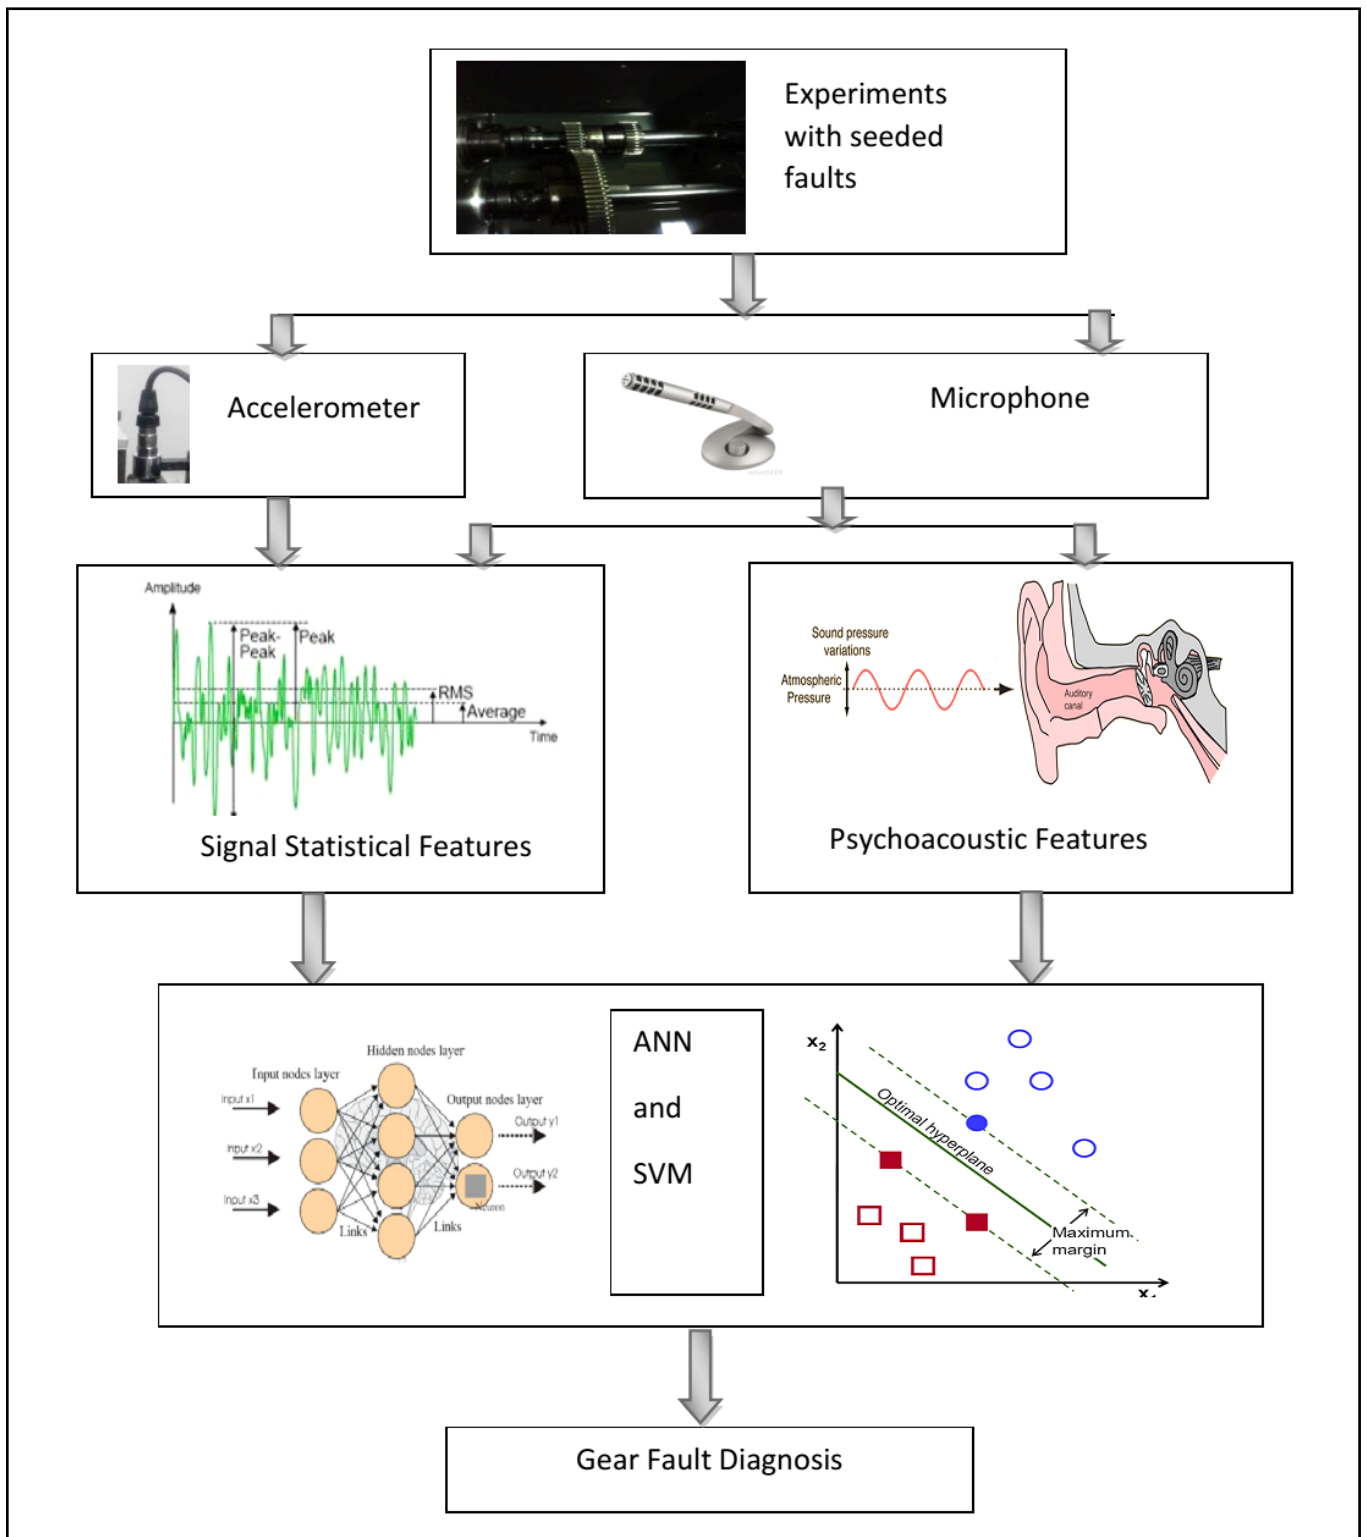 Experiments
with seeded
faults
Accelerometer
Microphone
Amplitude
Peak-
Peak
Peak
RMS
Average
Time
Signal Statistical Features
Sound pressure
variations
Atmospheric
Pressure
Auditory
canal
Psychoacoustic Features
Hidden nodes layer
Input nodes layer
Output nodes layer
Input x1
Input x2
Input x3
Output y1
Output y2
Neuron
Links
Links
ANN
and
SVM
x2
Optimal hyperplane
Maximum
margin
Gear Fault Diagnosis